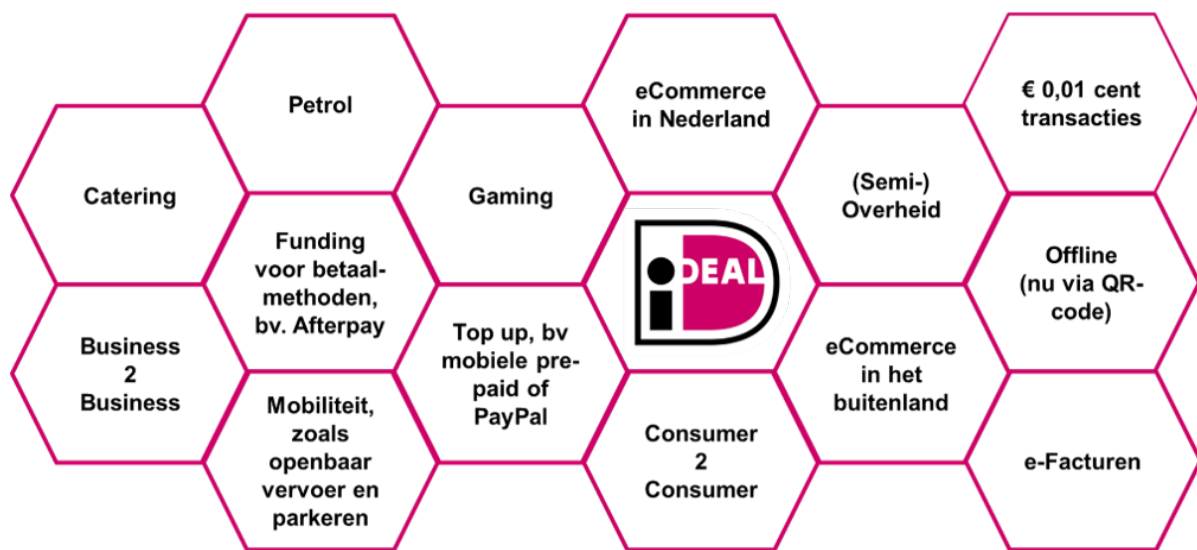 Petrol
eCommerce
in Nederland
€ 0,01 cent
transacties
Catering
Gaming
(Semi-)
Overheid
Funding
voor betaal-
methoden,
bv. Afterpay
iDEAL
Offline
(nu via QR-
code)
Business
2
Business
Top up, bv
mobiele pre-
paid of
PayPal
eCommerce
in het
buitenland
Mobiliteit,
zoals
openbaar
vervoer en
parkeren
Consumer
2
Consumer
e-Facturen